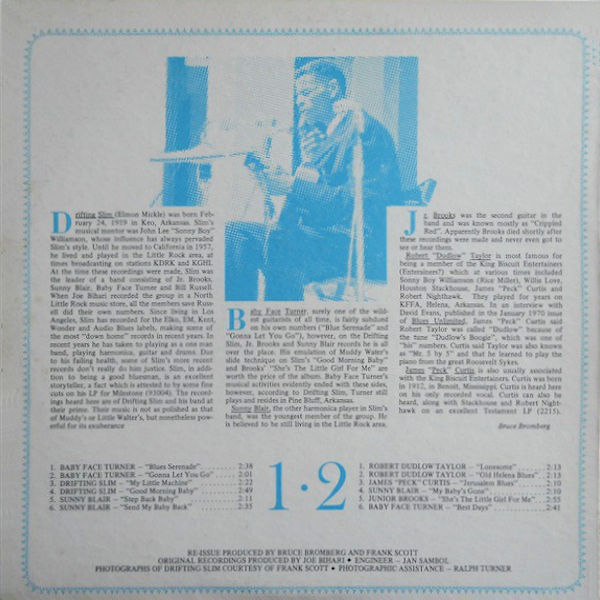 Drifting Slim (Elmon Mickle) was born Feb-
ruary 24, 1919 in Keo, Arkansas. Slim's
musical mentor was John Lee "Sonny Boy"
Williamson, whose influence has always pervaded
Slim's style. Until he moved to California in 1957,
he lived and played in the Little Rock area, at
times broadcasting on stations KDRK and KGHI.
At the time these recordings were made, Slim was
the leader of a band consisting of Jr. Brooks,
Sunny Blair, Baby Face Turner and Bill Russell.
When Joe Bihari recorded the group in a North
Little Rock music store, all the members save Rus-
sell did their own numbers. Since living in Los
Angeles, Slim has recorded for the Elko, EM, Kent,
Wonder and Audio Blues labels, making some of
the most "down home" records in recent years. In
recent years he has taken to playing as a one man
band, playing harmonica, guitar and drums. Due
to his failing health, some of Slim's more recent
records don't really do him justice. Slim, in addi-
tion to being a good bluesman, is an excellent
storyteller, a fact which is attested to by some fine
cuts on his LP for Milestone (93004). The record-
ings heard here are of Drifting Slim and his band at
their prime. Their music is not as polished as that
of Muddy's or Little Walter's, but nonetheless pow-
erful for its exuberance
Baby Face Turner, surely one of the wild-
est guitarists of all time, is fairly subdued
on his own numbers ("Blue Serenade" and
"Gonna Let You Go"), however, on the Drifting
Slim, Jr. Brooks and Sunny Blair records he is all
over the place. His emulation of Muddy Water's
slide technique on Slim's "Good Morning Baby"
and Brooks' "She's The Little Girl For Me" are
worth the price of the album. Baby Face Turner's
musical activities evidently ended with these sides,
however, according to Drifting Slim, Turner still
plays and resides in Pine Bluff, Arkansas.
Sunny Blair, the other harmonica player in Slim's
band, was the youngest member of the group. He
is believed to be still living in the Little Rock area.
Jr. Brooks was the second guitar in the
band and was known mostly as "Crippled
Red". Apparently Brooks died shortly after
these recordings were made and never even got to
see or hear them.
Robert "Dudlow" Taylor is most famous for
being a member of the King Biscuit Entertainers
(Entersainers?) which at various times included
Sonny Boy Williamson (Rice Miller), Willie Love,
Houston Stackhouse, James "Peck" Curtis and
Robert Nighthawk. They played for years on
KFFA, Helena, Arkansas. In an interview with
David Evans, published in the January 1970 issue
of Blues Unlimited, James "Peck" Curtis said
Robert Taylor was called "Dudlow" because of
the tune "Dudlow's Boogie", which was one of
"his" numbers. Curtis said Taylor was also known
as "Mr. 5 by 5" and that he learned to play the
piano from the great Roosevelt Sykes.
James "Peck" Curtis is also usually associated
with the King Biscuit Entertainers. Curtis was born
in 1912, in Benoit, Mississippi. Curtis is heard here
on his only recorded vocal. Curtis can also be
heard, along with Stackhouse and Robert Night-
hawk on an excellent Testament LP (2215).
Bruce Bromberg
1. BABY FACE TURNER – "Blues Serenade" 2:38
2. BABY FACE TURNER – "Gonna Let You Go" 2:01
3. DRIFTING SLIM – "My Little Machine" 2:22
4. DRIFTING SLIM – "Good Morning Baby" 2:49
5. SUNNY BLAIR – "Step Back Baby" 2:11
6. SUNNY BLAIR – "Send My Baby Back" 2:35
1·2
1. ROBERT DUDLOW TAYLOR – "Lonesome" 2:13
2. ROBERT DUDLOW TAYLOR – "Old Helena Blues" 2:13
3. JAMES "PECK" CURTIS – "Jerusalem Blues" 2:10
4. SUNNY BLAIR – "My Baby's Gone" 2:10
5. JUNIOR BROOKS – "She's The Little Girl For Me" 2:55
6. BABY FACE TURNER – "Best Days" 2:41
RE-ISSUE PRODUCED BY BRUCE BROMBERG AND FRANK SCOTT
ORIGINAL RECORDINGS PRODUCED BY JOE BIHARI • ENGINEER – JAN SAMBOL
PHOTOGRAPHS OF DRIFTING SLIM COURTESY OF FRANK SCOTT • PHOTOGRAPHIC ASSISTANCE – RALPH TURNER